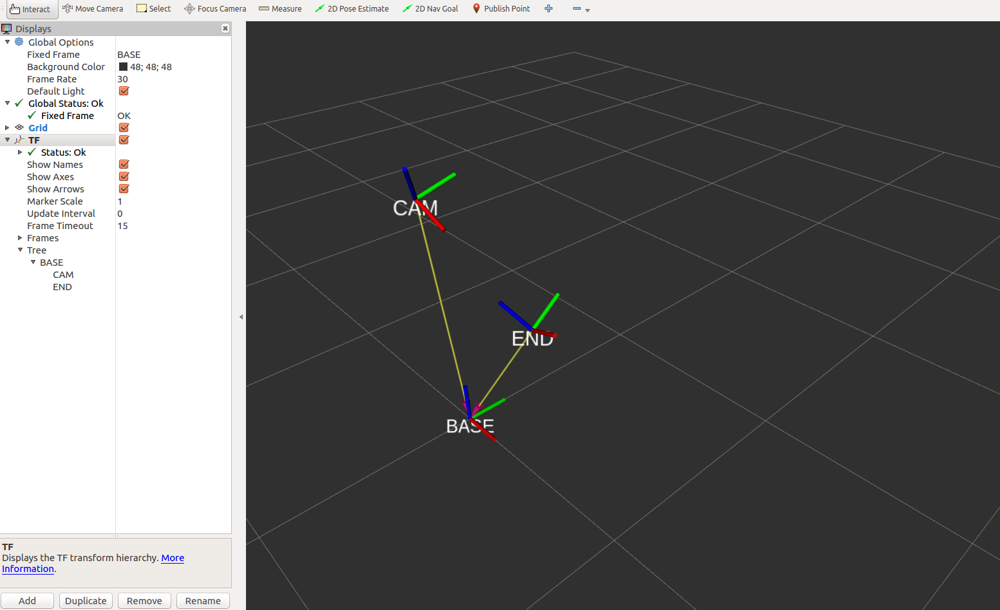 Interact Move Camera Select Focus Camera Measure 2D Pose Estimate 2D Nav Goal Publish Point
Displays
Global Options
Fixed Frame BASE
Background Color 48; 48; 48
Frame Rate 30
Default Light
Global Status: Ok
Fixed Frame OK
Grid
TF
Status: Ok
Show Names
Show Axes
Show Arrows
Marker Scale 1
Update Interval 0
Frame Timeout 15
Frames
Tree
BASE
CAM
END
TF
Displays the TF transform hierarchy. More
Information.
Add Duplicate Remove Rename
CAM
END
BASE